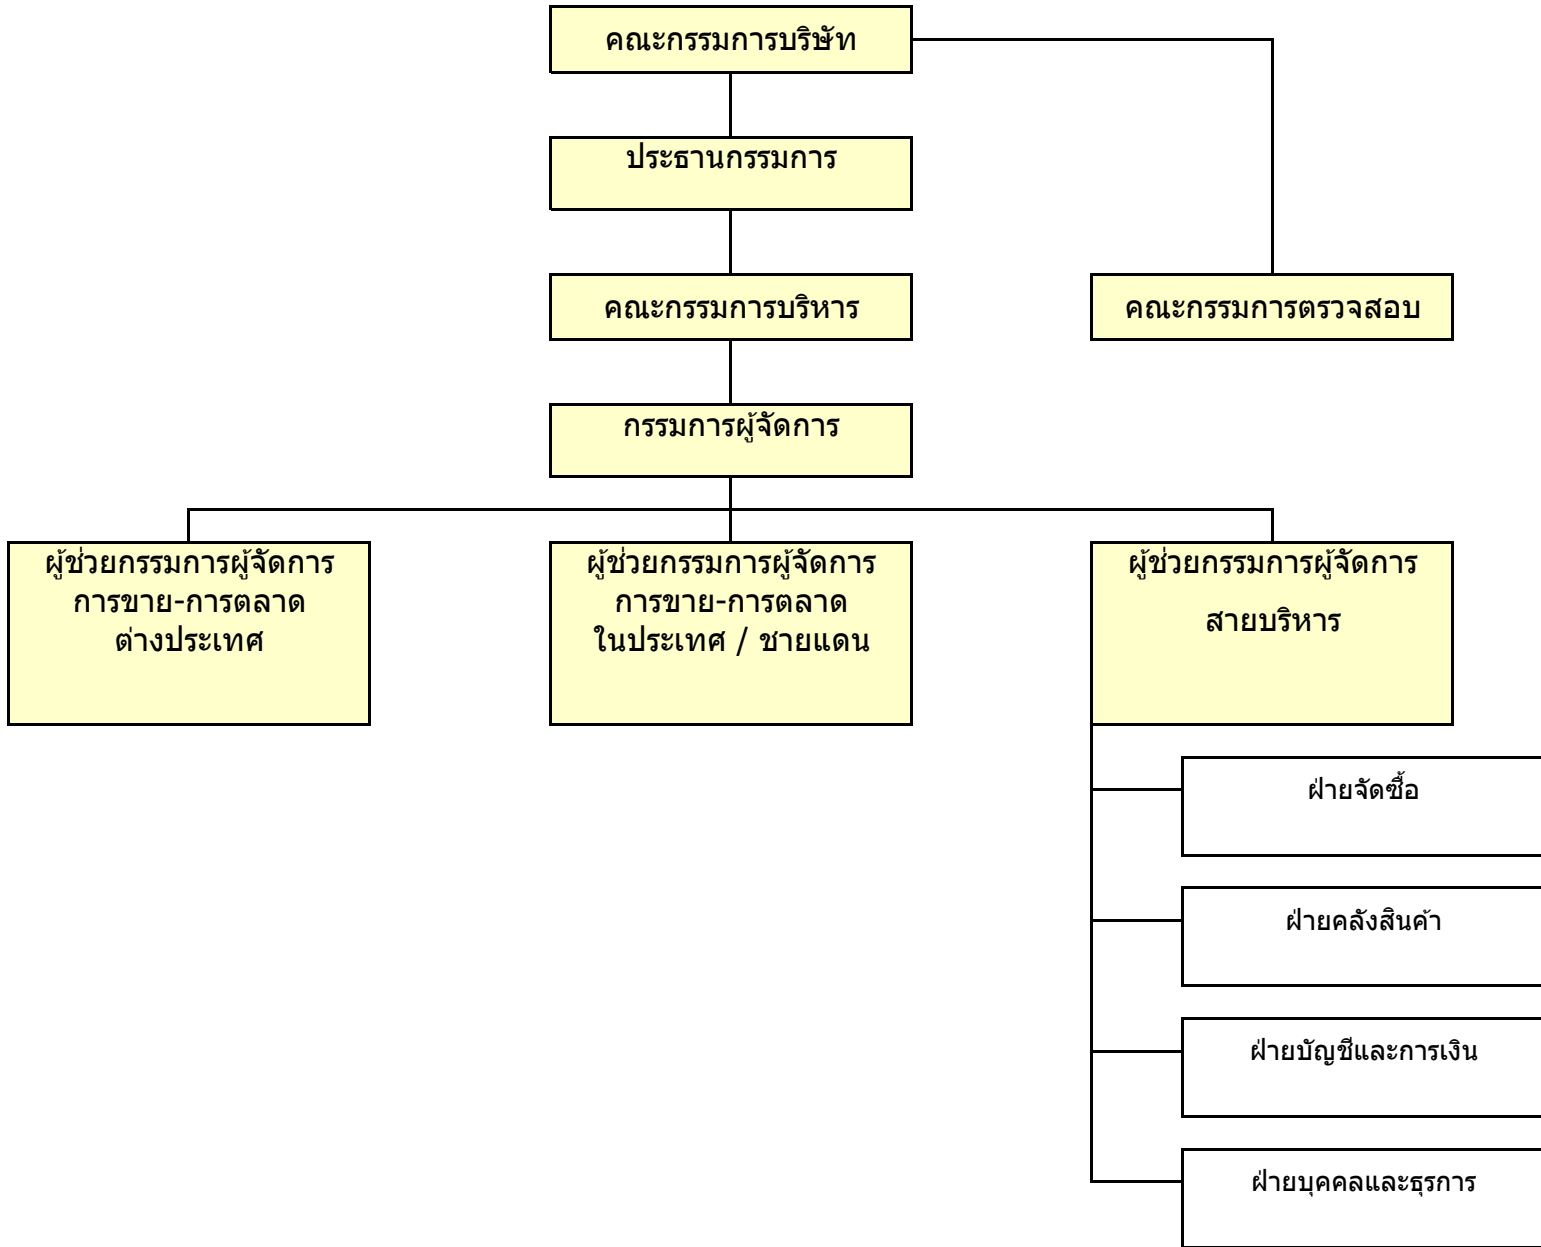 คณะกรรมการบริษัท
ประธานกรรมการ
คณะกรรมการบริหาร
คณะกรรมการตรวจสอบ
กรรมการผู้จัดการ
ผู้ช่วยกรรมการผู้จัดการ
การขาย-การตลาด
ต่างประเทศ
ผู้ช่วยกรรมการผู้จัดการ
การขาย-การตลาด
ในประเทศ / ชายแดน
ผู้ช่วยกรรมการผู้จัดการ
สายบริหาร
ฝ่ายจัดซื้อ
ฝ่ายคลังสินค้า
ฝ่ายบัญชีและการเงิน
ฝ่ายบุคคลและธุรการ